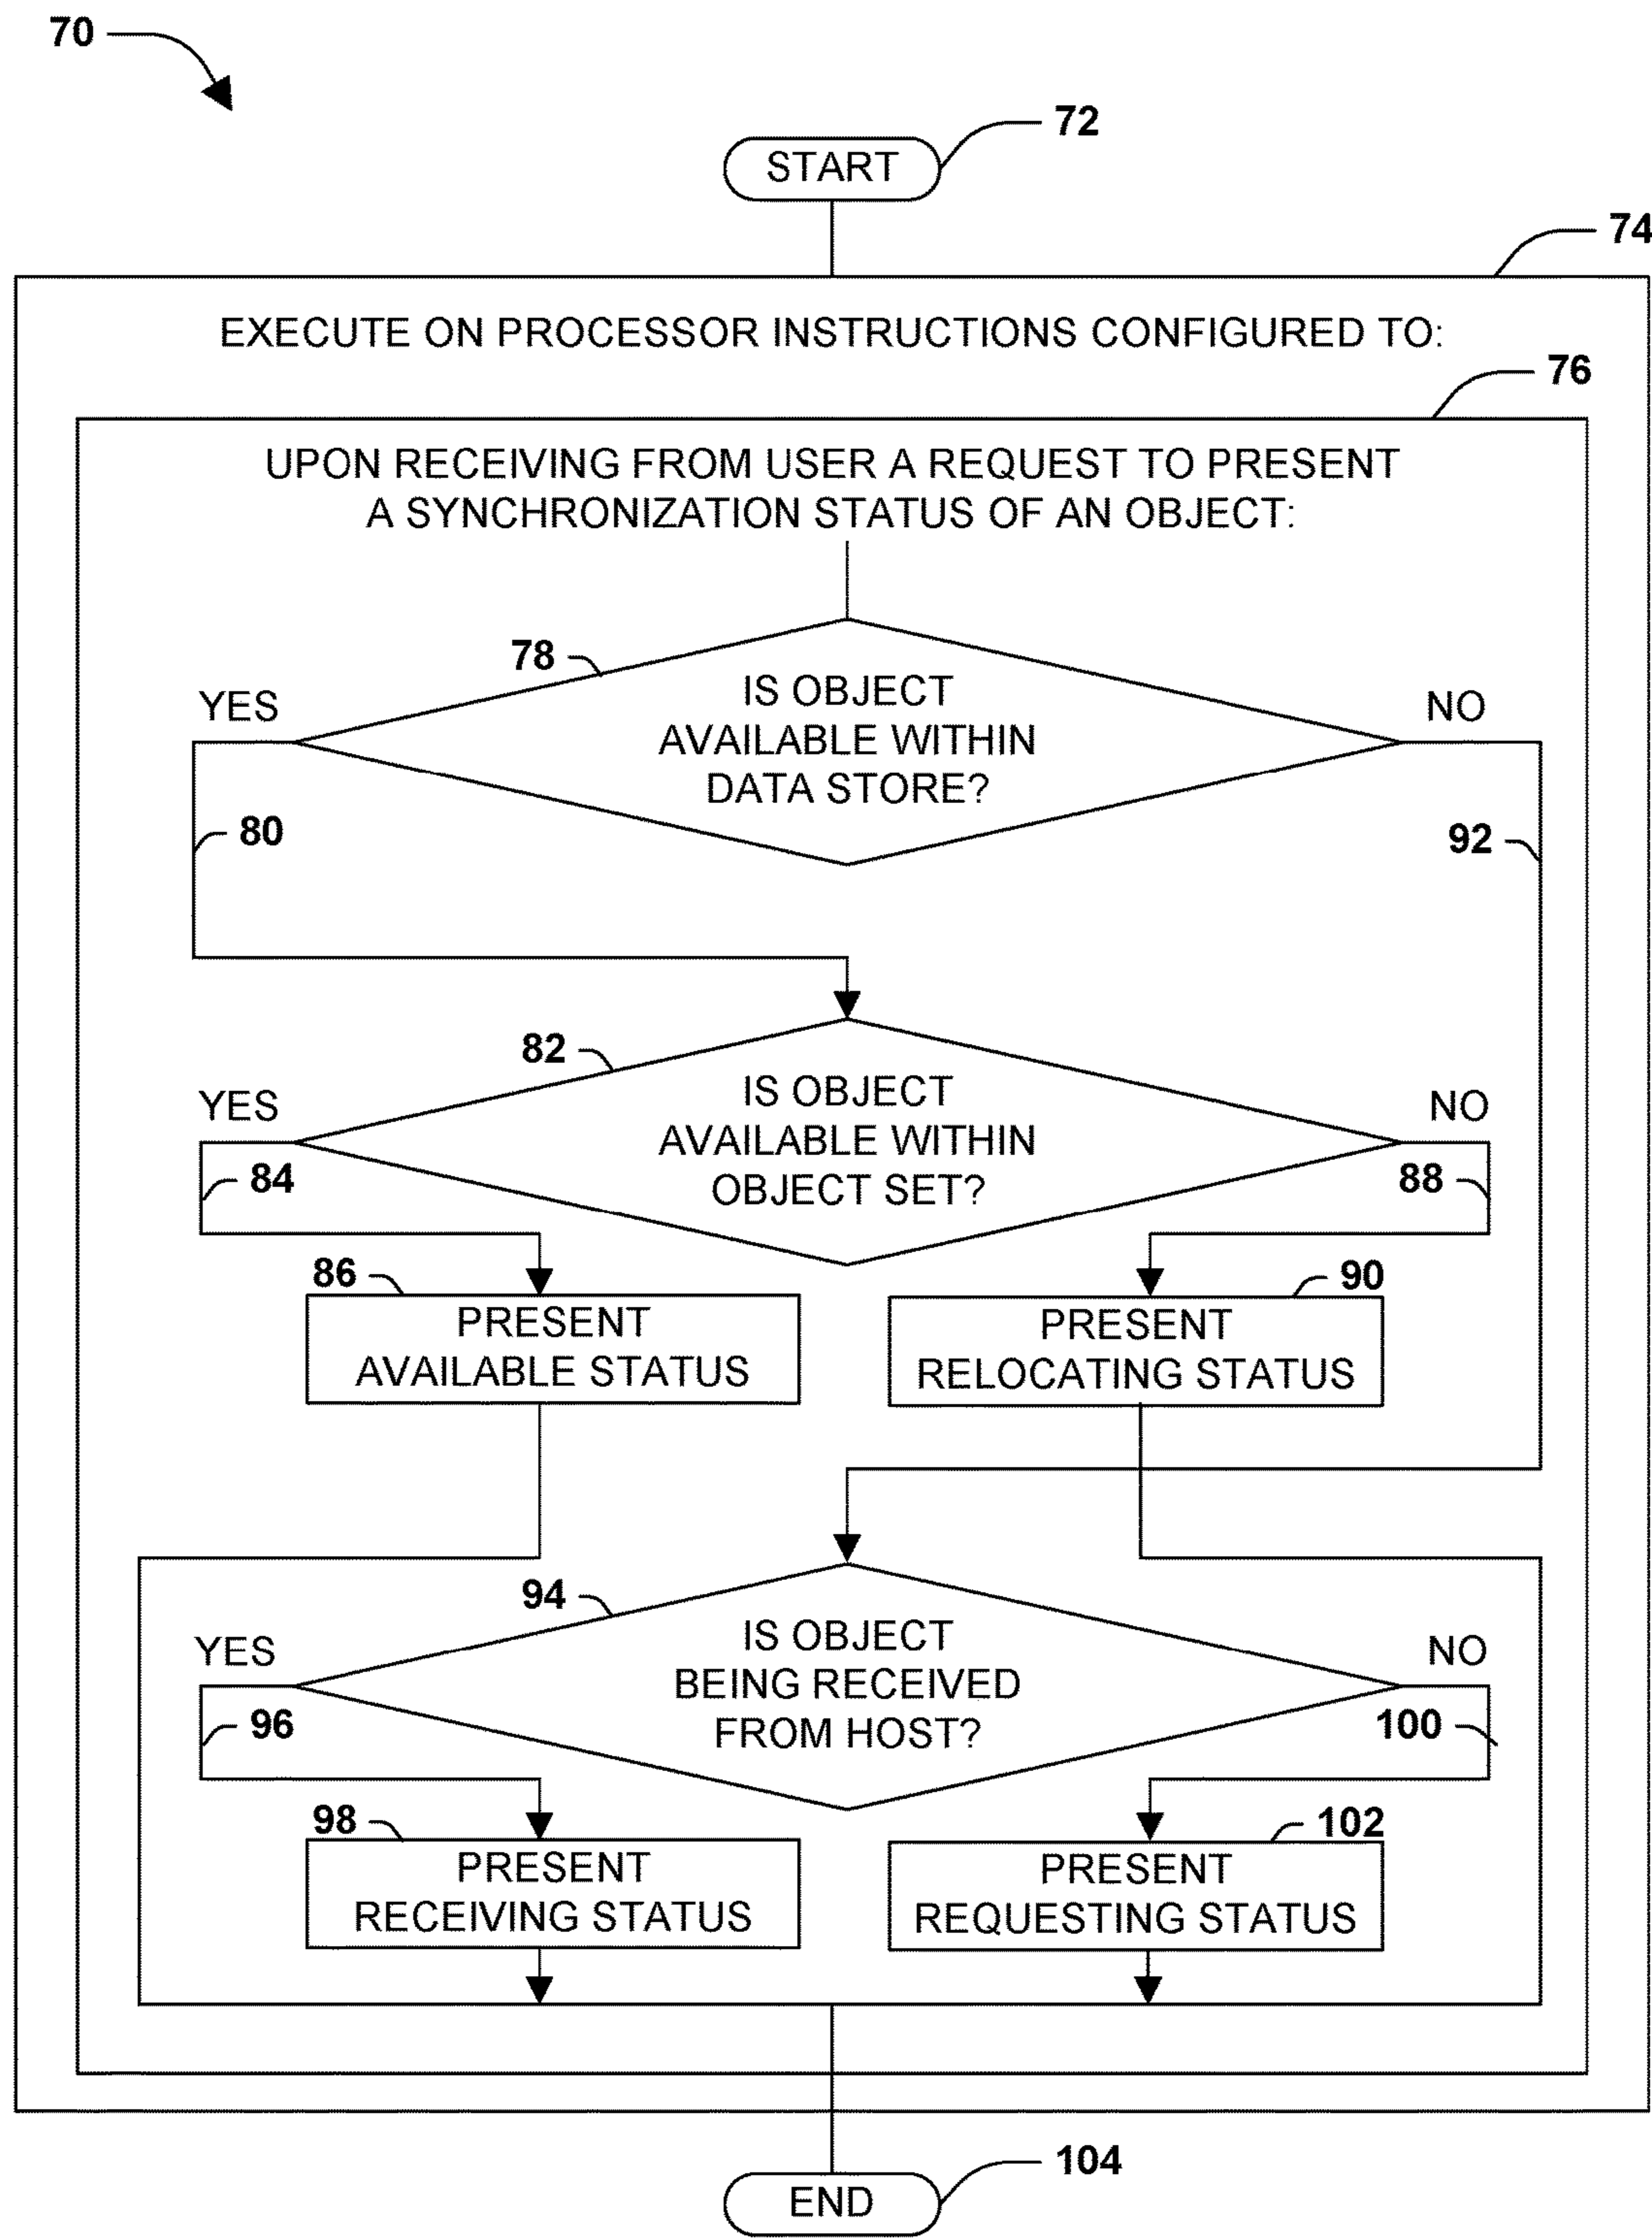 70
72
START
74
EXECUTE ON PROCESSOR INSTRUCTIONS CONFIGURED TO:
76
UPON RECEIVING FROM USER A REQUEST TO PRESENT
A SYNCHRONIZATION STATUS OF AN OBJECT:
78
YES
NO
IS OBJECT
AVAILABLE WITHIN
DATA STORE?
80
92
82
YES
NO
IS OBJECT
AVAILABLE WITHIN
OBJECT SET?
84
88
86
90
PRESENT
AVAILABLE STATUS
PRESENT
RELOCATING STATUS
94
YES
NO
IS OBJECT
BEING RECEIVED
FROM HOST?
96
100
98
102
PRESENT
RECEIVING STATUS
PRESENT
REQUESTING STATUS
104
END